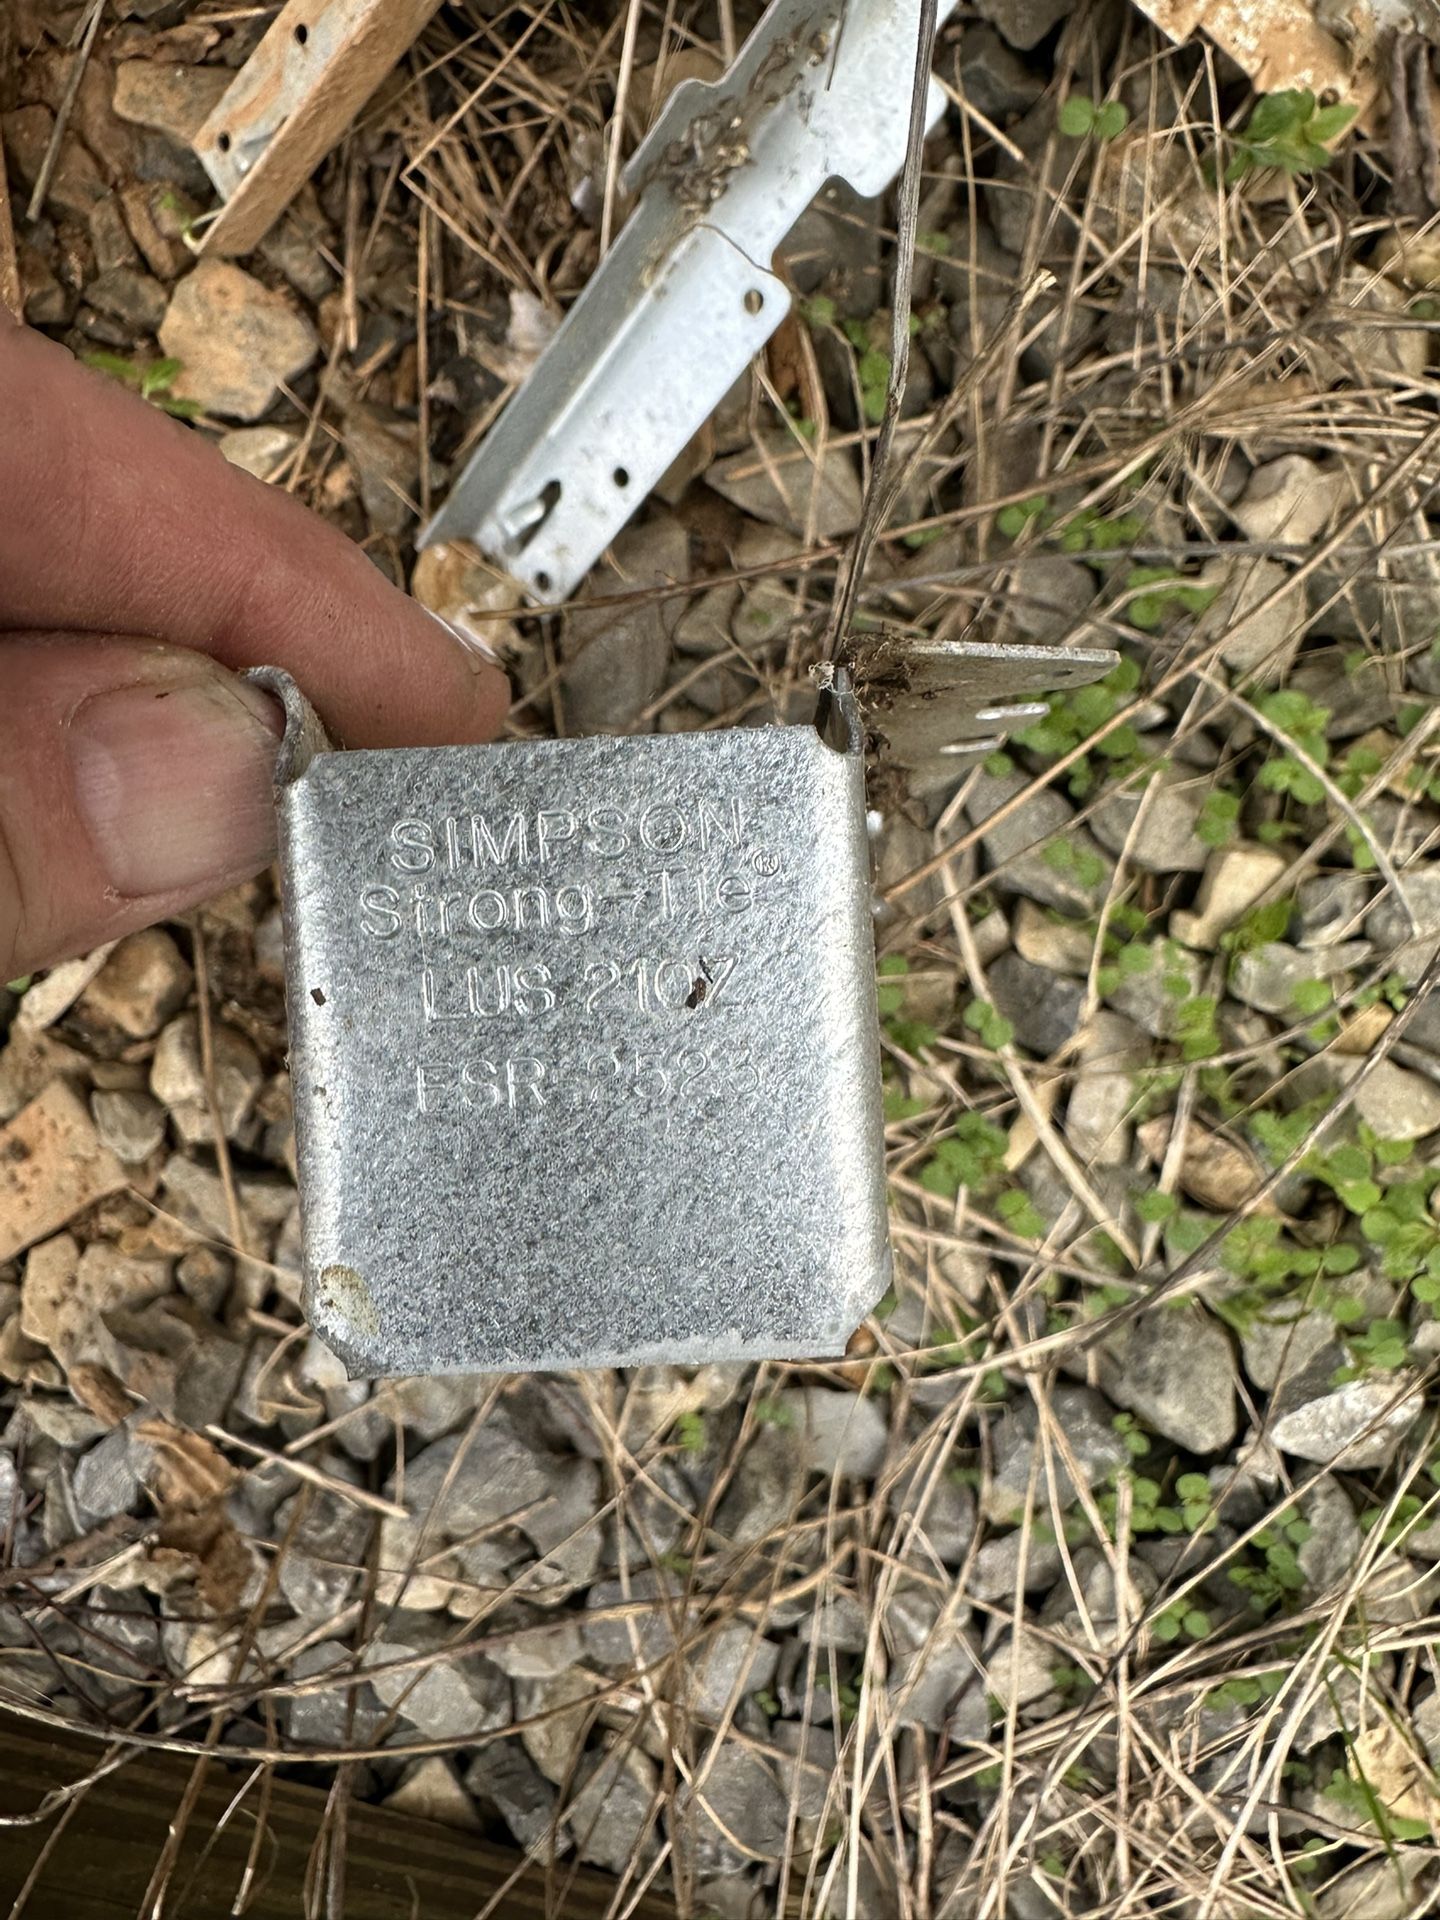 SIMPSON
Strong-Tie®
LUS 210Z
ESR-2523